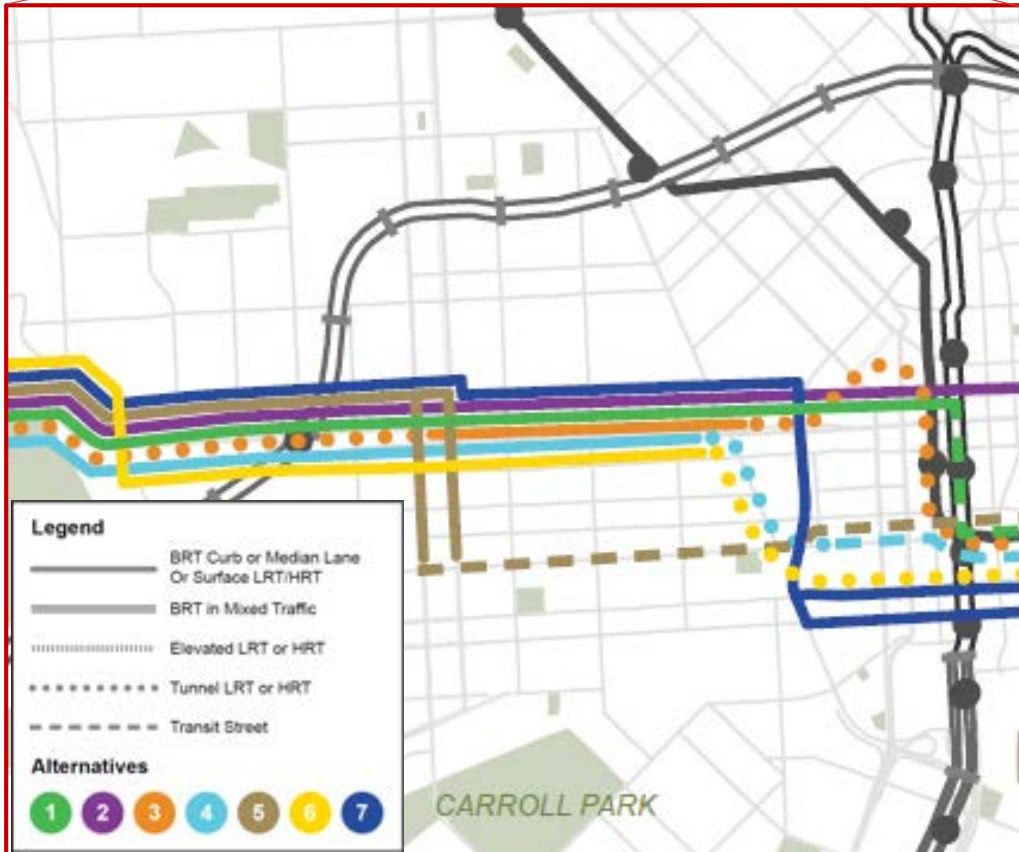 Legend
BRT Curb or Median Lane
Or Surface LRT/HRT
BRT in Mixed Traffic
Elevated LRT or HRT
Tunnel LRT or HRT
Transit Street
Alternatives
1 2 3 4 5 6 7
CARROLL PARK